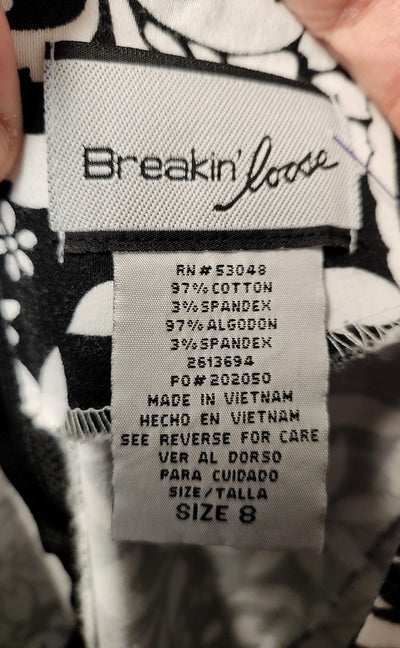 Breakin' loose
RN# 53048
97% COTTON
3% SPANDEX
97% ALGODON
3% SPANDEX
2613694
PO# 202050
MADE IN VIETNAM
HECHO EN VIETNAM
SEE REVERSE FOR CARE
VER AL DORSO
PARA CUIDADO
SIZE/TALLA
SIZE 8